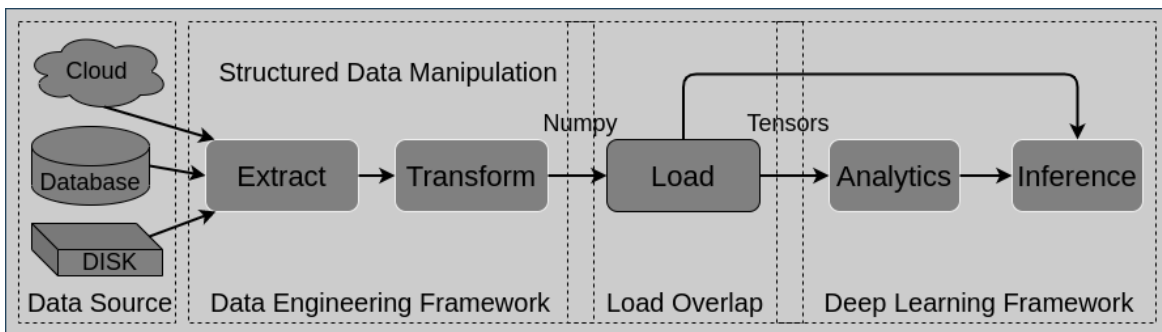 Cloud
Structured Data Manipulation
Numpy
Tensors
Database
Extract
Transform
Load
Analytics
Inference
DISK
Data Source
Data Engineering Framework
Load Overlap
Deep Learning Framework